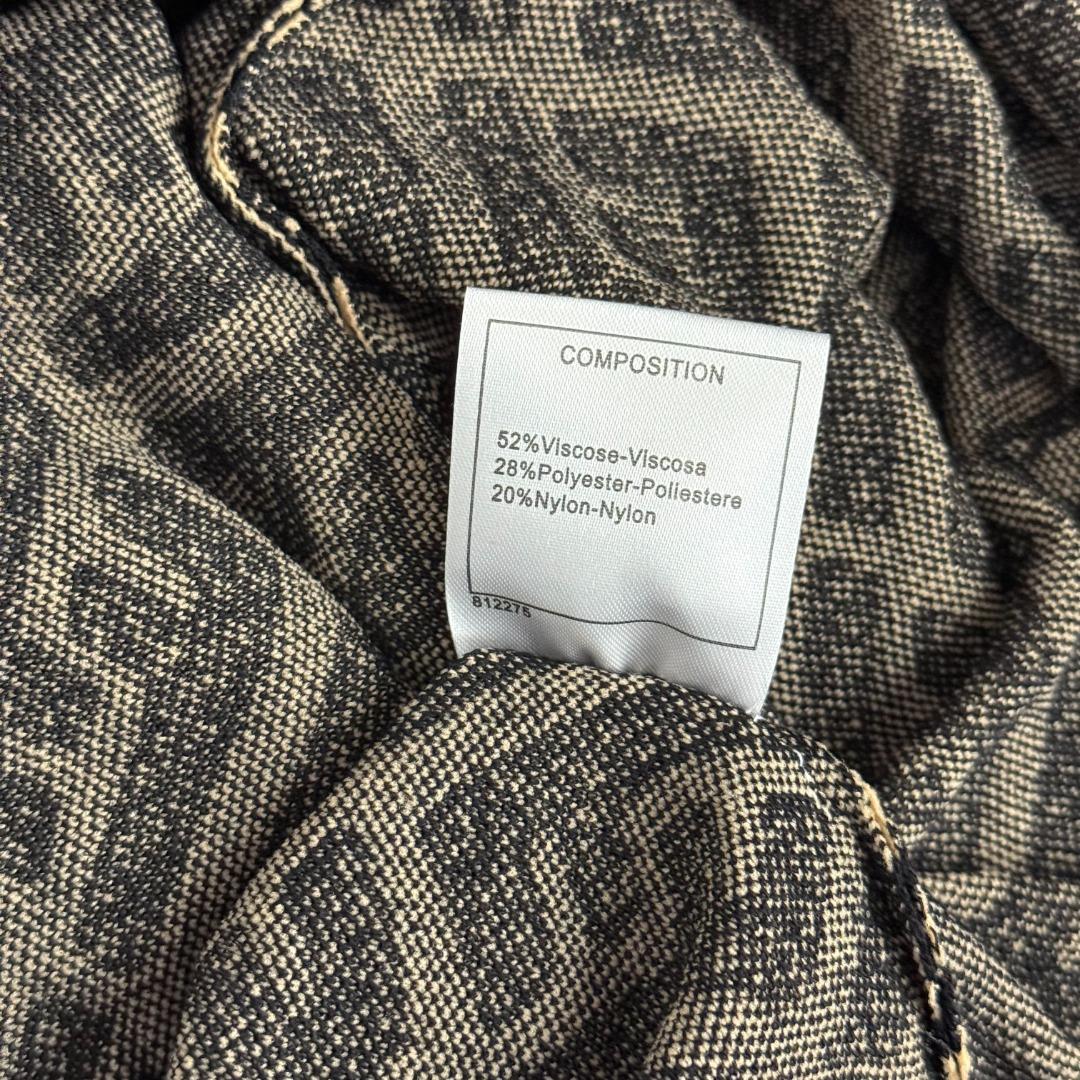 COMPOSITION
52%Viscose-Viscosa
28%Polyester-Poliestere
20%Nylon-Nylon
812275